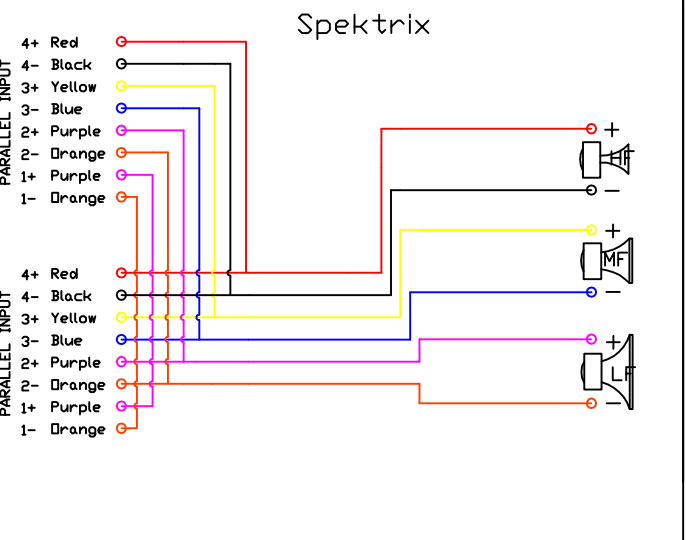 Spektrix
PARALLEL INPUT
4+ Red
4- Black
3+ Yellow
3- Blue
2+ Purple
2- Orange
1+ Purple
1- Orange
PARALLEL INPUT
4+ Red
4- Black
3+ Yellow
3- Blue
2+ Purple
2- Orange
1+ Purple
1- Orange
+
HF
-
+
MF
-
+
LF
-